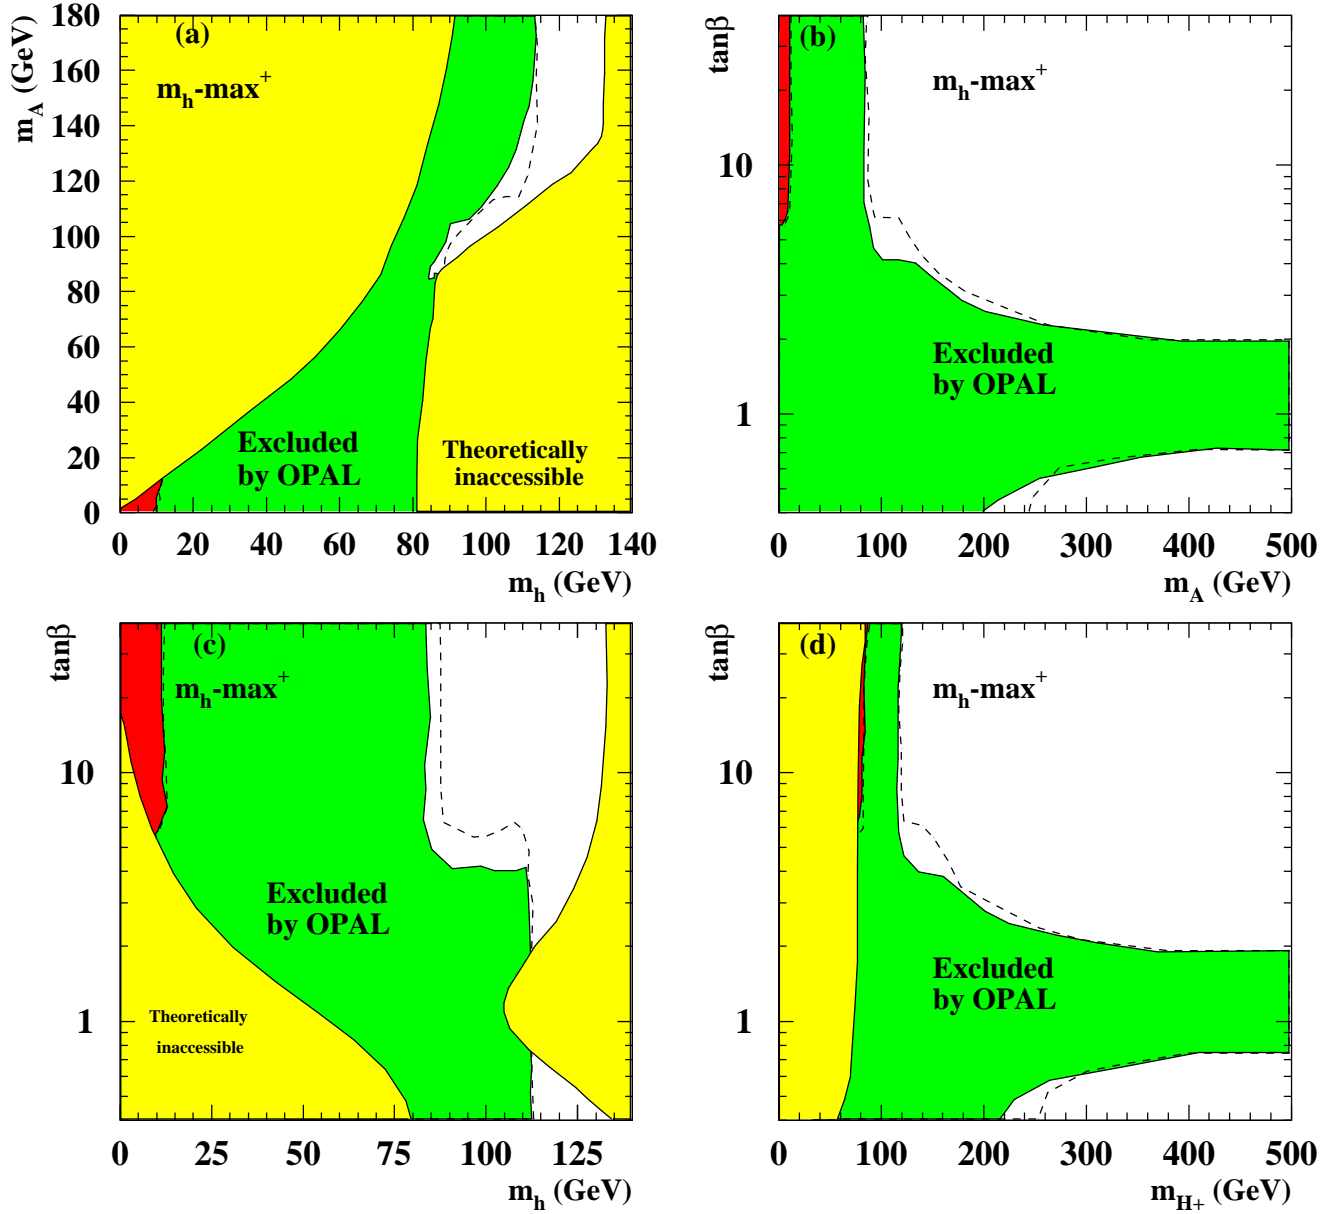 (a)
m_h-max^+
Excluded
by OPAL
Theoretically
inaccessible
m_A (GeV)
180
160
140
120
100
80
60
40
20
0
0 20 40 60 80 100 120 140
m_h (GeV)
(b)
m_h-max^+
Excluded
by OPAL
tanβ
10
1
0 100 200 300 400 500
m_A (GeV)
(c)
m_h-max^+
Excluded
by OPAL
Theoretically
inaccessible
tanβ
10
1
0 25 50 75 100 125
m_h (GeV)
(d)
m_h-max^+
Excluded
by OPAL
tanβ
10
1
0 100 200 300 400 500
m_H+ (GeV)